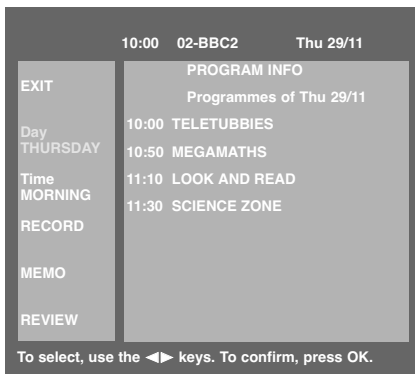 10:00 02-BBC2 Thu 29/11
PROGRAM INFO
Programmes of Thu 29/11
10:00 TELETUBBIES
10:50 MEGAMATHS
11:10 LOOK AND READ
11:30 SCIENCE ZONE
EXIT
Day
THURSDAY
Time
MORNING
RECORD
MEMO
REVIEW
To select, use the ◀▶ keys. To confirm, press OK.